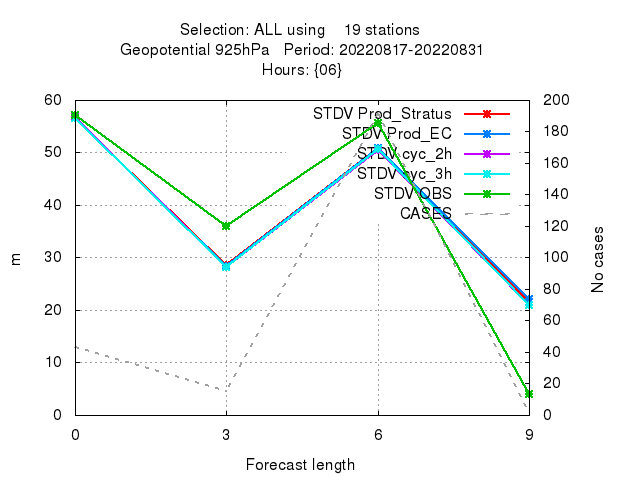 Selection: ALL using 19 stations
Geopotential 925hPa Period: 20220817-20220831
Hours: {06}
60
50
40
30
20
10
0
m
200
180
160
140
120
100
80
60
40
20
0
No cases
STDV Prod_Stratus
STDV Prod_EC
STDV cyc_2h
STDV cyc_3h
STDV OBS
CASES
0
3
6
9
Forecast length